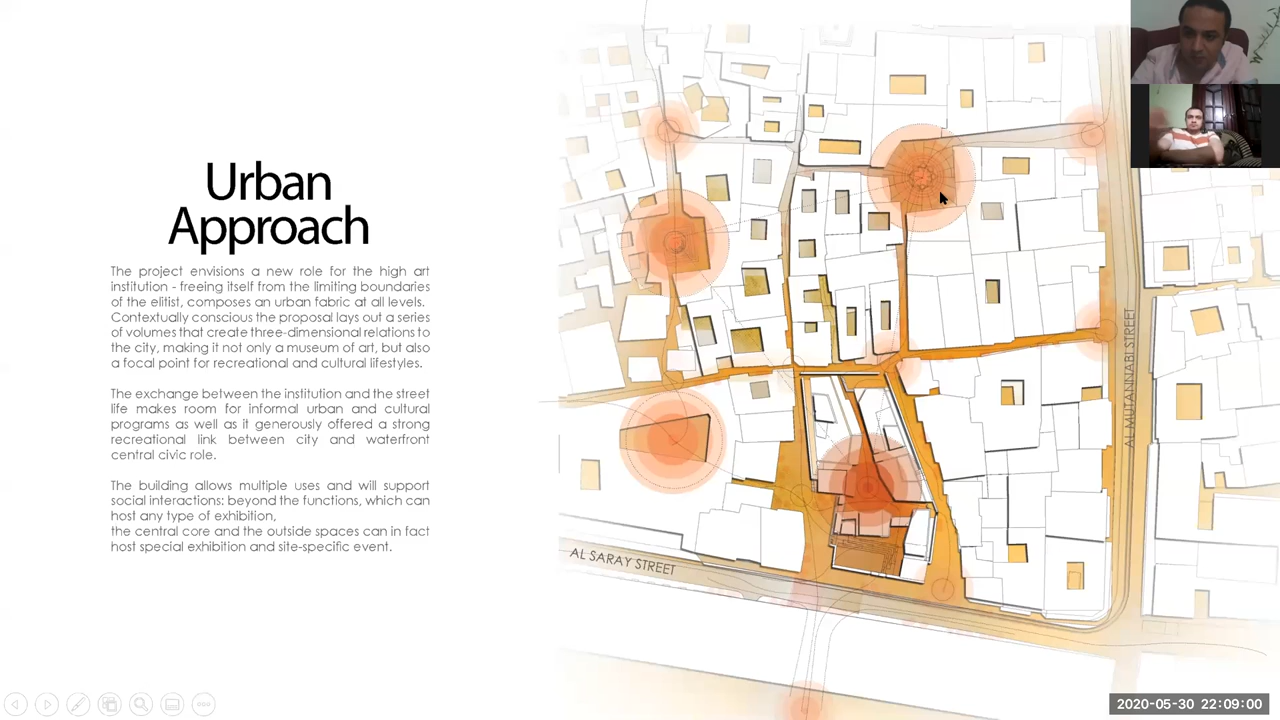 Urban
Approach
The project envisions a new role for the high art
institution - freeing itself from the limiting boundaries
of the elitist, composes an urban fabric at all levels.
Contextually conscious the proposal lays out a series
of volumes that create three-dimensional relations to
the city, making it not only a museum of art, but also
a focal point for recreational and cultural lifestyles.
The exchange between the institution and the street
life makes room for informal urban and cultural
programs as well as it generously offered a strong
recreational link between city and waterfront
central civic role.
The building allows multiple uses and will support
social interactions: beyond the functions, which can
host any type of exhibition,
the central core and the outside spaces can in fact
host special exhibition and site-specific event.
AL SARAY STREET
AL MUTANNABI STREET
2020-05-30 22:09:00